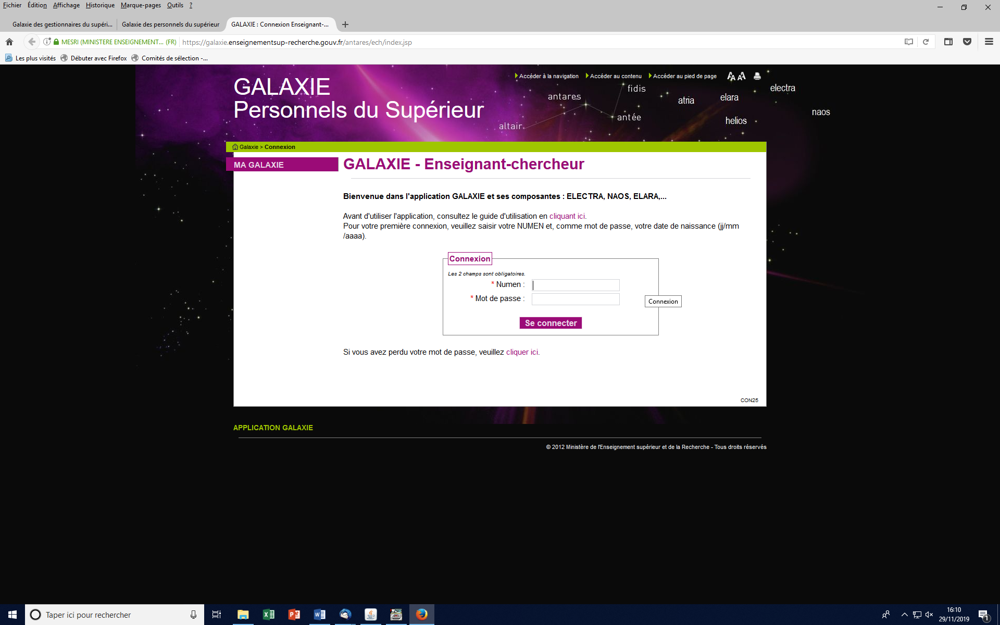 Fichier Édition Affichage Historique Marque-pages Outils ?
Galaxie des gestionnaires du supéri... Galaxie des personnels du supérieur GALAXIE : Connexion Enseignant-...
MESRI (MINISTERE ENSEIGNEMENT... (FR) https://galaxie.enseignementsup-recherche.gouv.fr/antares/ech/index.jsp
Les plus visités Débuter avec Firefox Comités de sélection -...
Accéder à la navigation Accéder au contenu Accéder au pied de page AA AA
GALAXIE
Personnels du Supérieur
antares fidis atria elara electra
altair antée helios naos
Galaxie > Connexion
MA GALAXIE
GALAXIE - Enseignant-chercheur
Bienvenue dans l'application GALAXIE et ses composantes : ELECTRA, NAOS, ELARA,...
Avant d'utiliser l'application, consultez le guide d'utilisation en cliquant ici.
Pour votre première connexion, veuillez saisir votre NUMEN et, comme mot de passe, votre date de naissance (jj/mm
/aaaa).
Connexion
Les 2 champs sont obligatoires.
* Numen :
* Mot de passe :
Connexion
Se connecter
Si vous avez perdu votre mot de passe, veuillez cliquer ici.
CON25
APPLICATION GALAXIE
© 2012 Ministère de l'Enseignement supérieur et de la Recherche - Tous droits réservés
Taper ici pour rechercher
16:10
29/11/2019
1